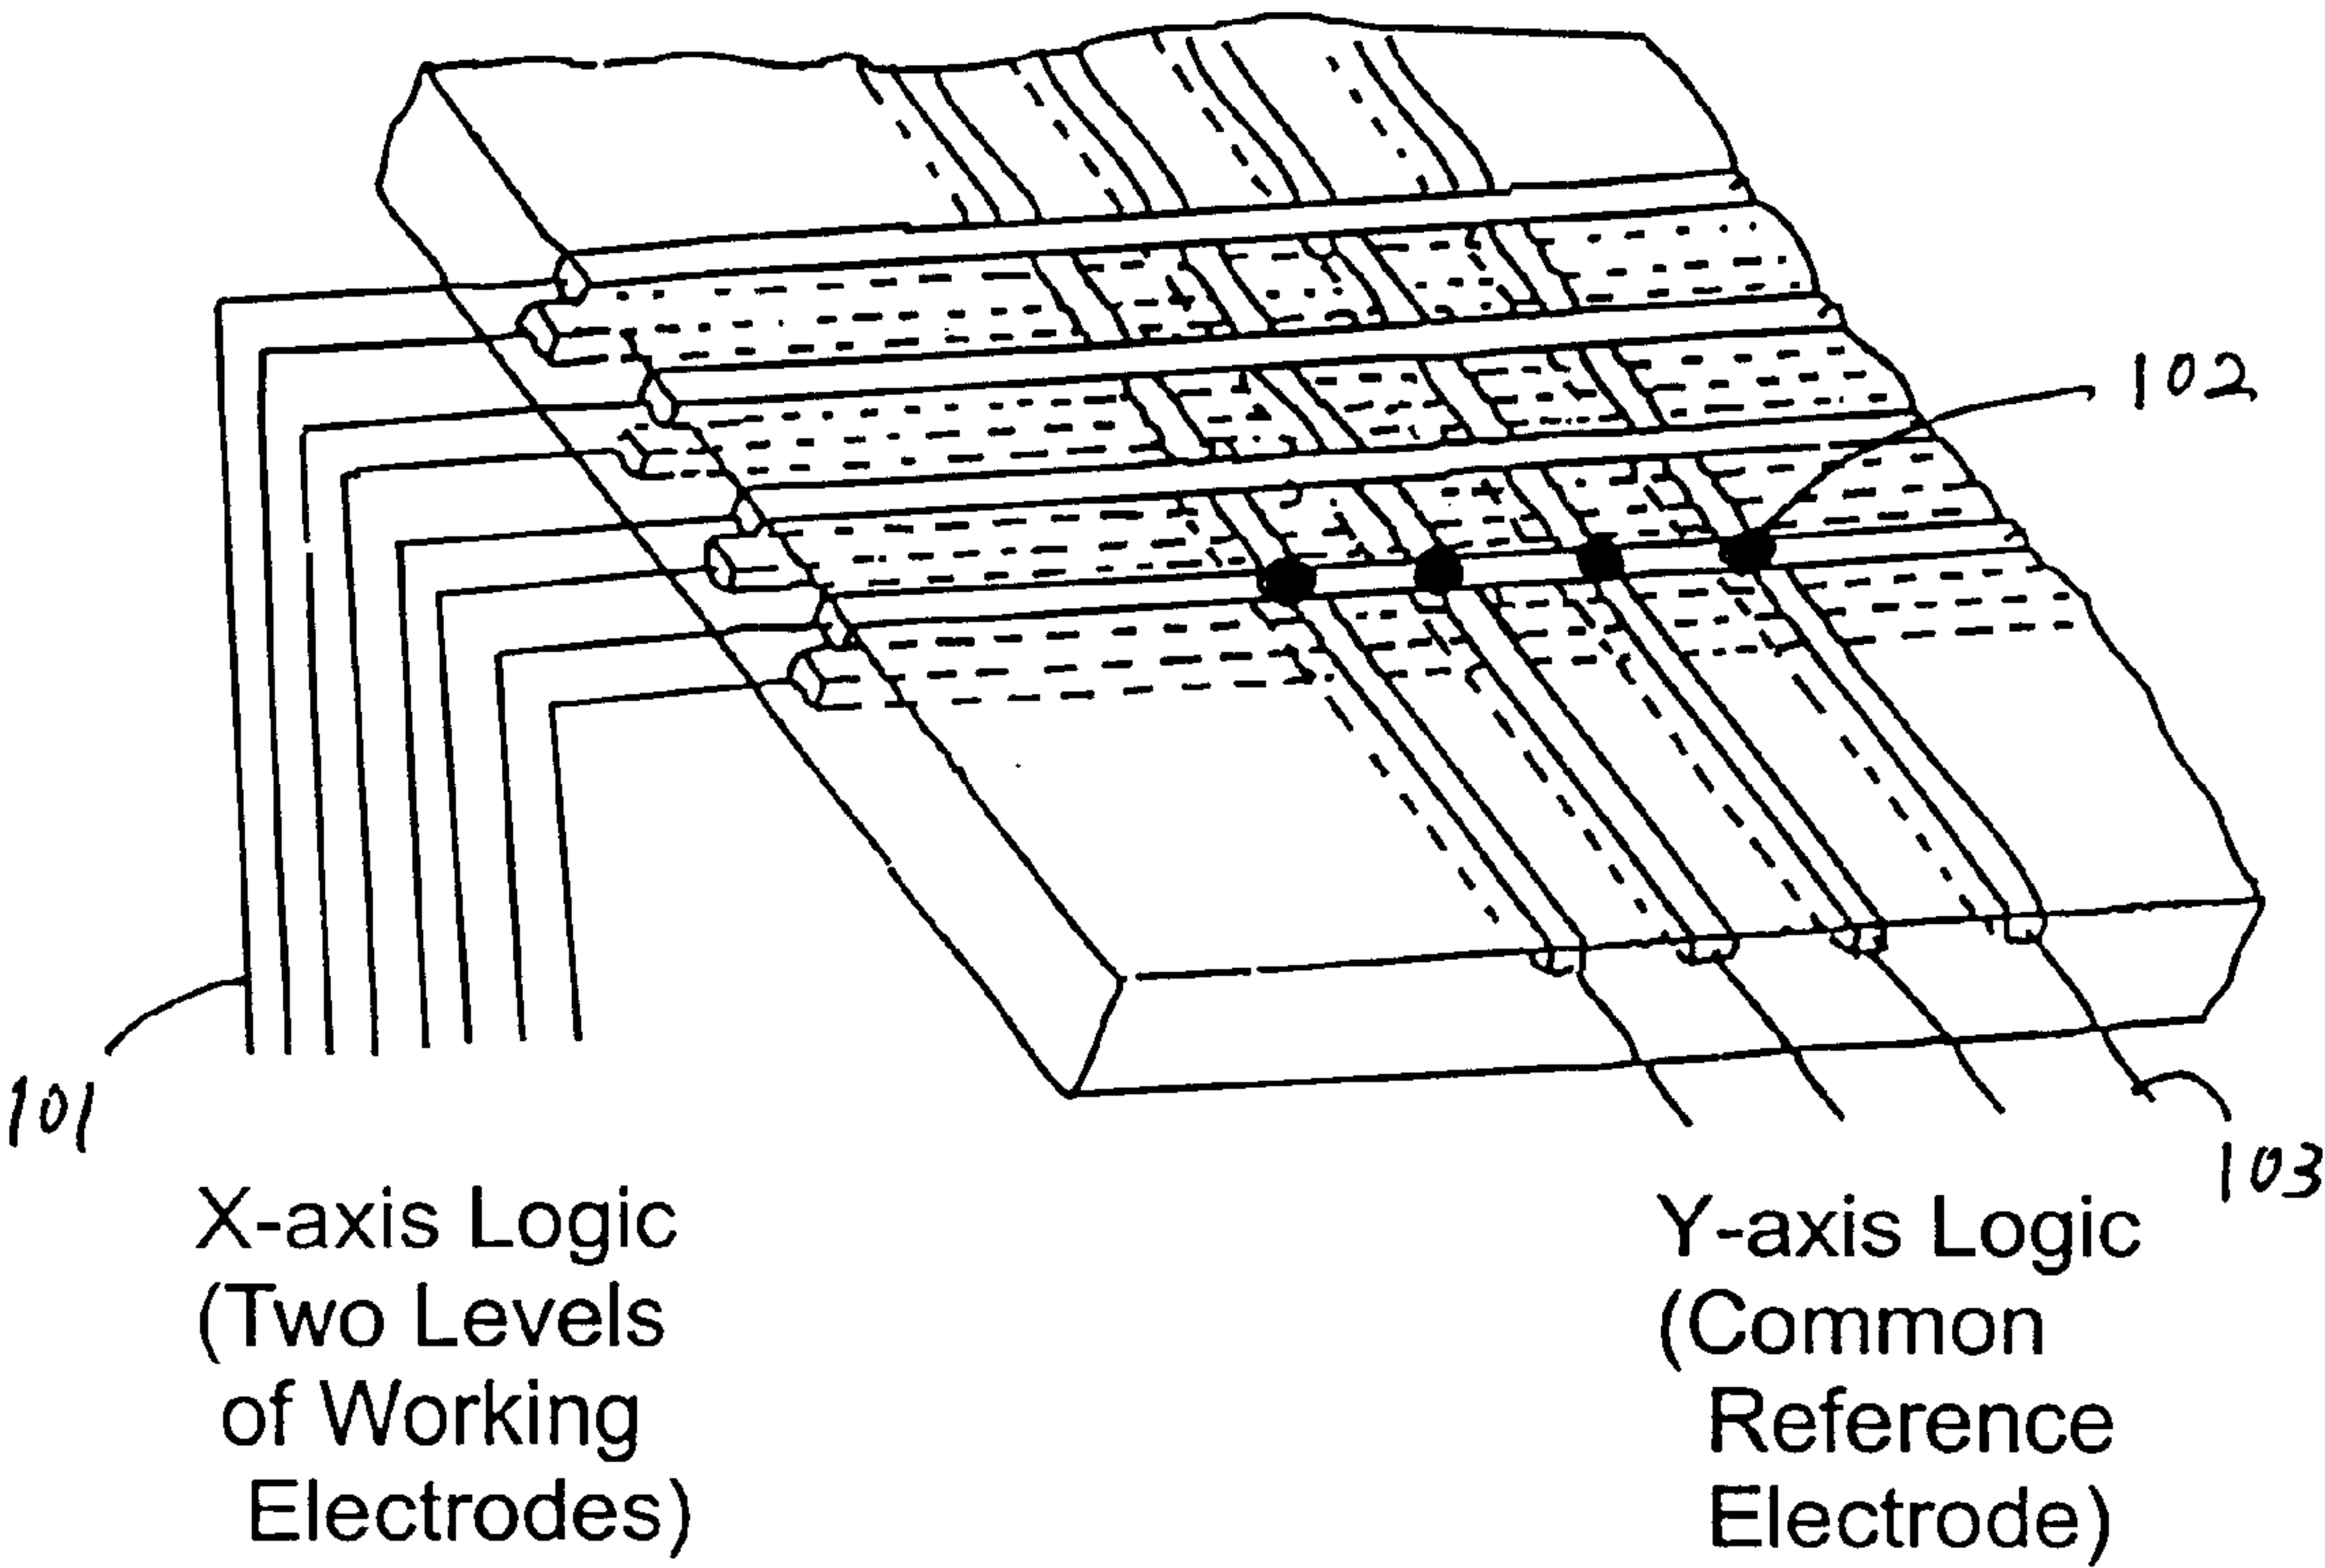 102
101
103
X-axis Logic
(Two Levels
of Working
Electrodes)
Y-axis Logic
(Common
Reference
Electrode)